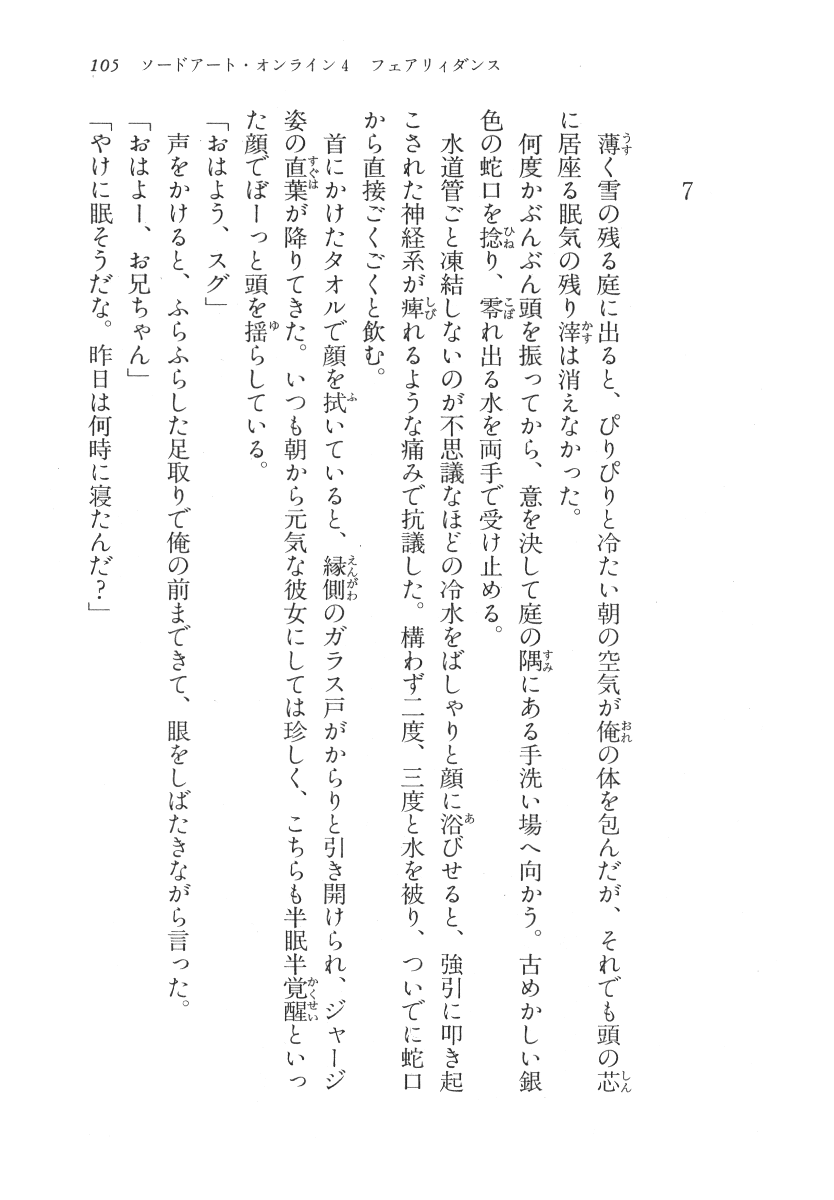 105　ソードアート・オンライン4　フェアリィダンス
7
　薄く雪の残る庭に出ると、ぴりぴりと冷たい朝の空気が俺の体を包んだが、それでも頭の芯
に居座る眠気の残り滓は消えなかった。
　何度かぶんぶん頭を振ってから、意を決して庭の隅にある手洗い場へ向かう。古めかしい銀
色の蛇口を捻り、零れ出る水を両手で受け止める。
　水道管ごと凍結しないのが不思議なほどの冷水をばしゃりと顔に浴びせると、強引に叩き起
こされた神経系が痺れるような痛みで抗議した。構わず二度、三度と水を被り、ついでに蛇口
から直接ごくごくと飲む。
　首にかけたタオルで顔を拭いていると、縁側のガラス戸がからりと引き開けられ、ジャージ
姿の直葉が降りてきた。いつも朝から元気な彼女にしては珍しく、こちらも半眠半覚醒といっ
た顔でぼーっと頭を揺らしている。
「おはよう、スグ」
　声をかけると、ふらふらした足取りで俺の前まできて、眼をしばたきながら言った。
「おはよー、お兄ちゃん」
「やけに眠そうだな。昨日は何時に寝たんだ？」